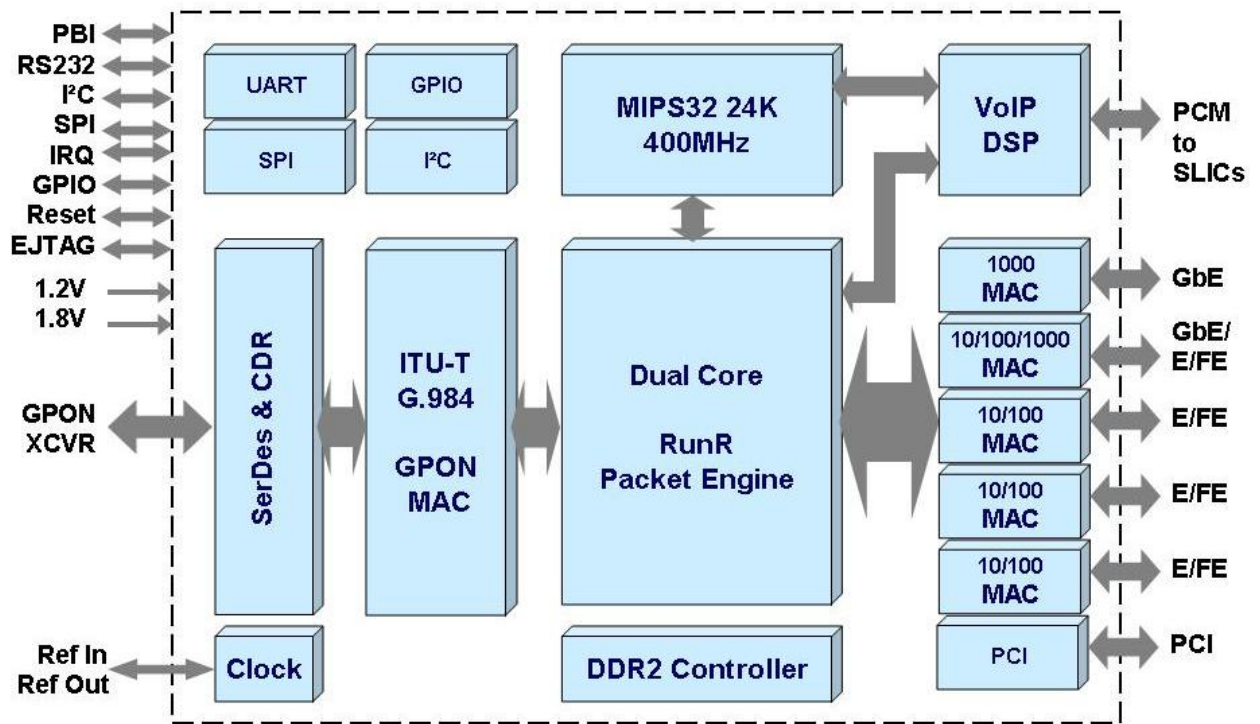 PBI
RS232
I²C
SPI
IRQ
GPIO
Reset
EJTAG
1.2V
1.8V
GPON
XCVR
Ref In
Ref Out
UART
GPIO
SPI
I²C
MIPS32 24K
400MHz
VoIP
DSP
PCM
to
SLICs
SerDes & CDR
ITU-T
G.984
GPON
MAC
Dual Core
RunR
Packet Engine
1000
MAC
GbE
10/100/1000
MAC
GbE/
E/FE
10/100
MAC
E/FE
10/100
MAC
E/FE
10/100
MAC
E/FE
Clock
DDR2 Controller
PCI
PCI